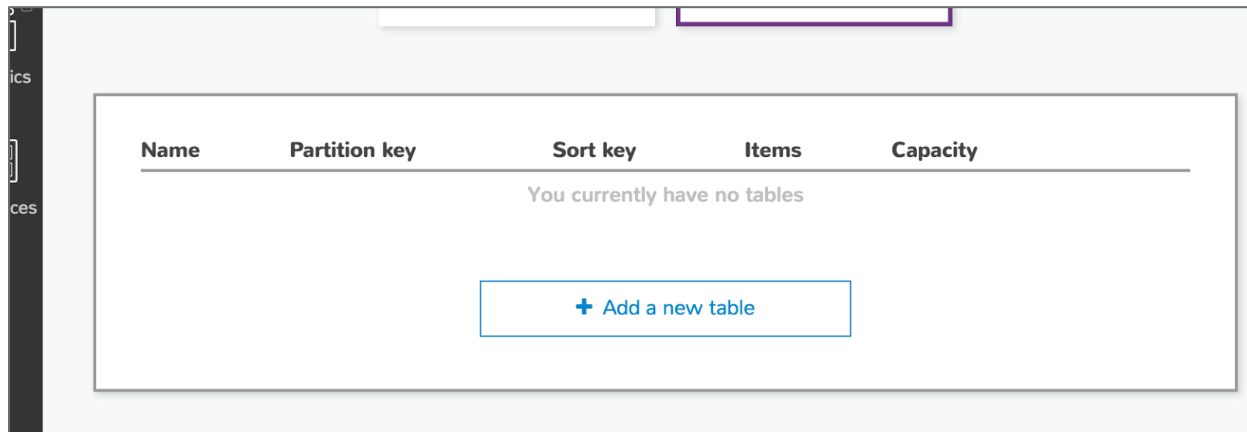 ics
Name Partition key Sort key Items Capacity
You currently have no tables
ces
+ Add a new table